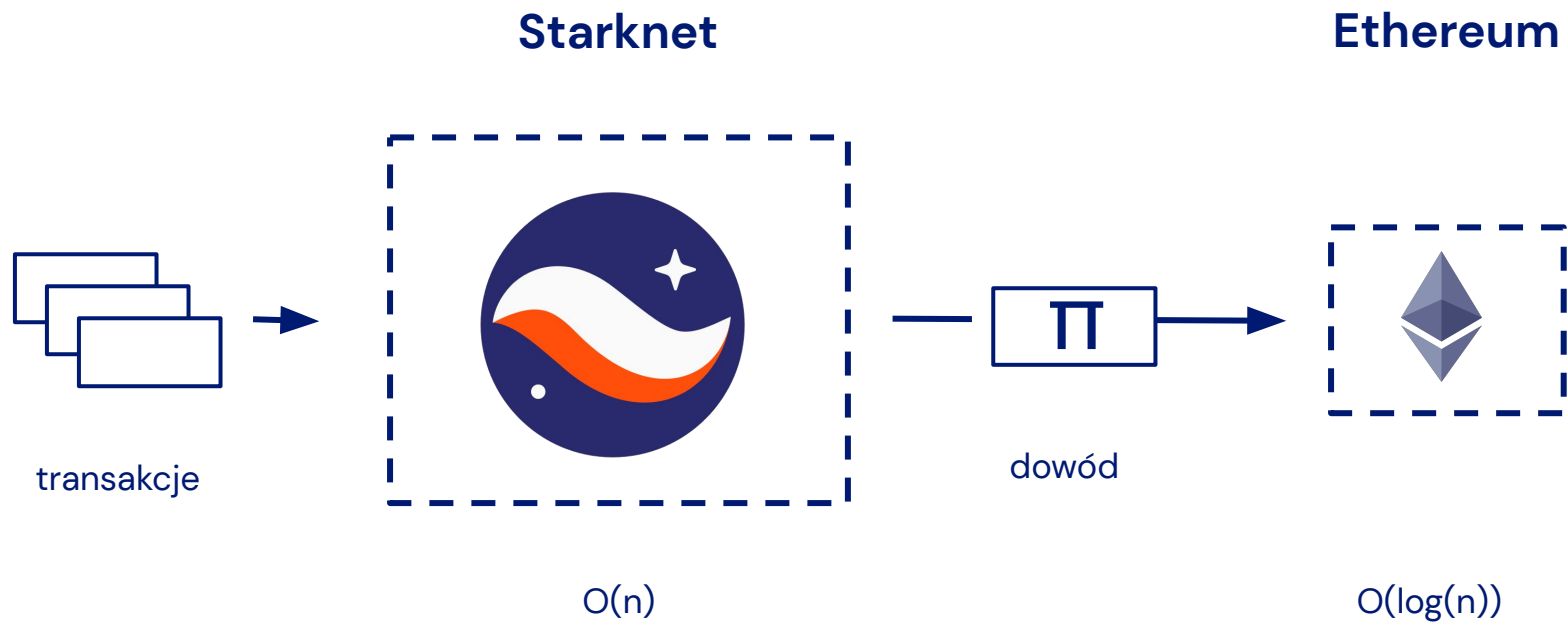 Starknet
Ethereum
transakcje
π
dowód
O(n)
O(log(n))